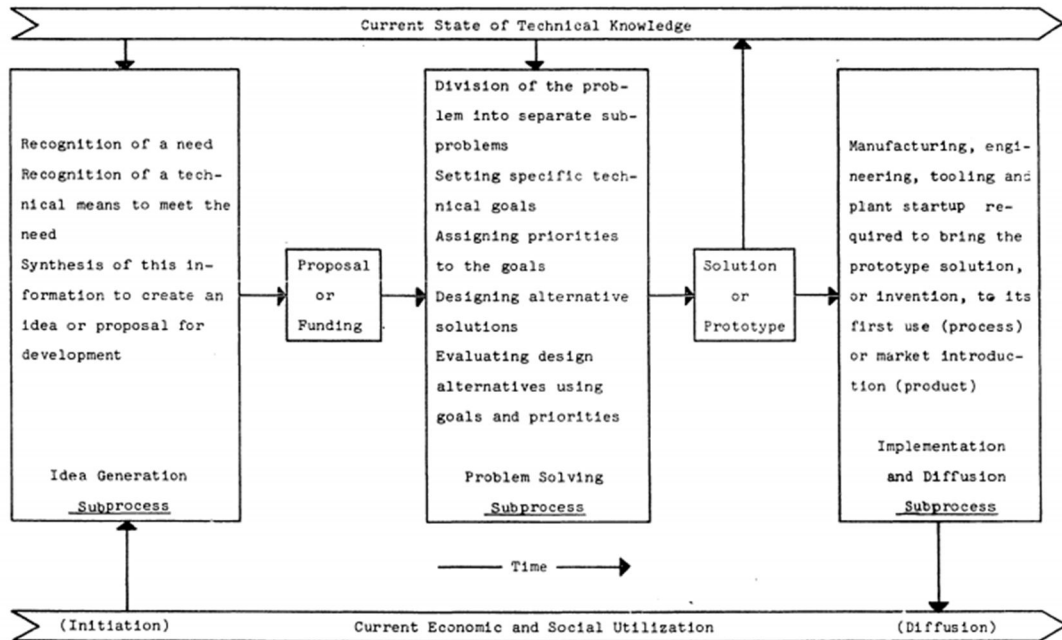 Current State of Technical Knowledge
Recognition of a need
Recognition of a tech-
nical means to meet the
need
Synthesis of this in-
formation to create an
idea or proposal for
development
Idea Generation
Subprocess
Proposal
or
Funding
Division of the prob-
lem into separate sub-
problems
Setting specific tech-
nical goals
Assigning priorities
to the goals
Designing alternative
solutions
Evaluating design
alternatives using
goals and priorities
Problem Solving
Subprocess
Solution
or
Prototype
Manufacturing, engi-
neering, tooling and
plant startup re-
quired to bring the
prototype solution,
or invention, to its
first use (process)
or market introduc-
tion (product)
Implementation
and Diffusion
Subprocess
Time
(Initiation)
Current Economic and Social Utilization
(Diffusion)